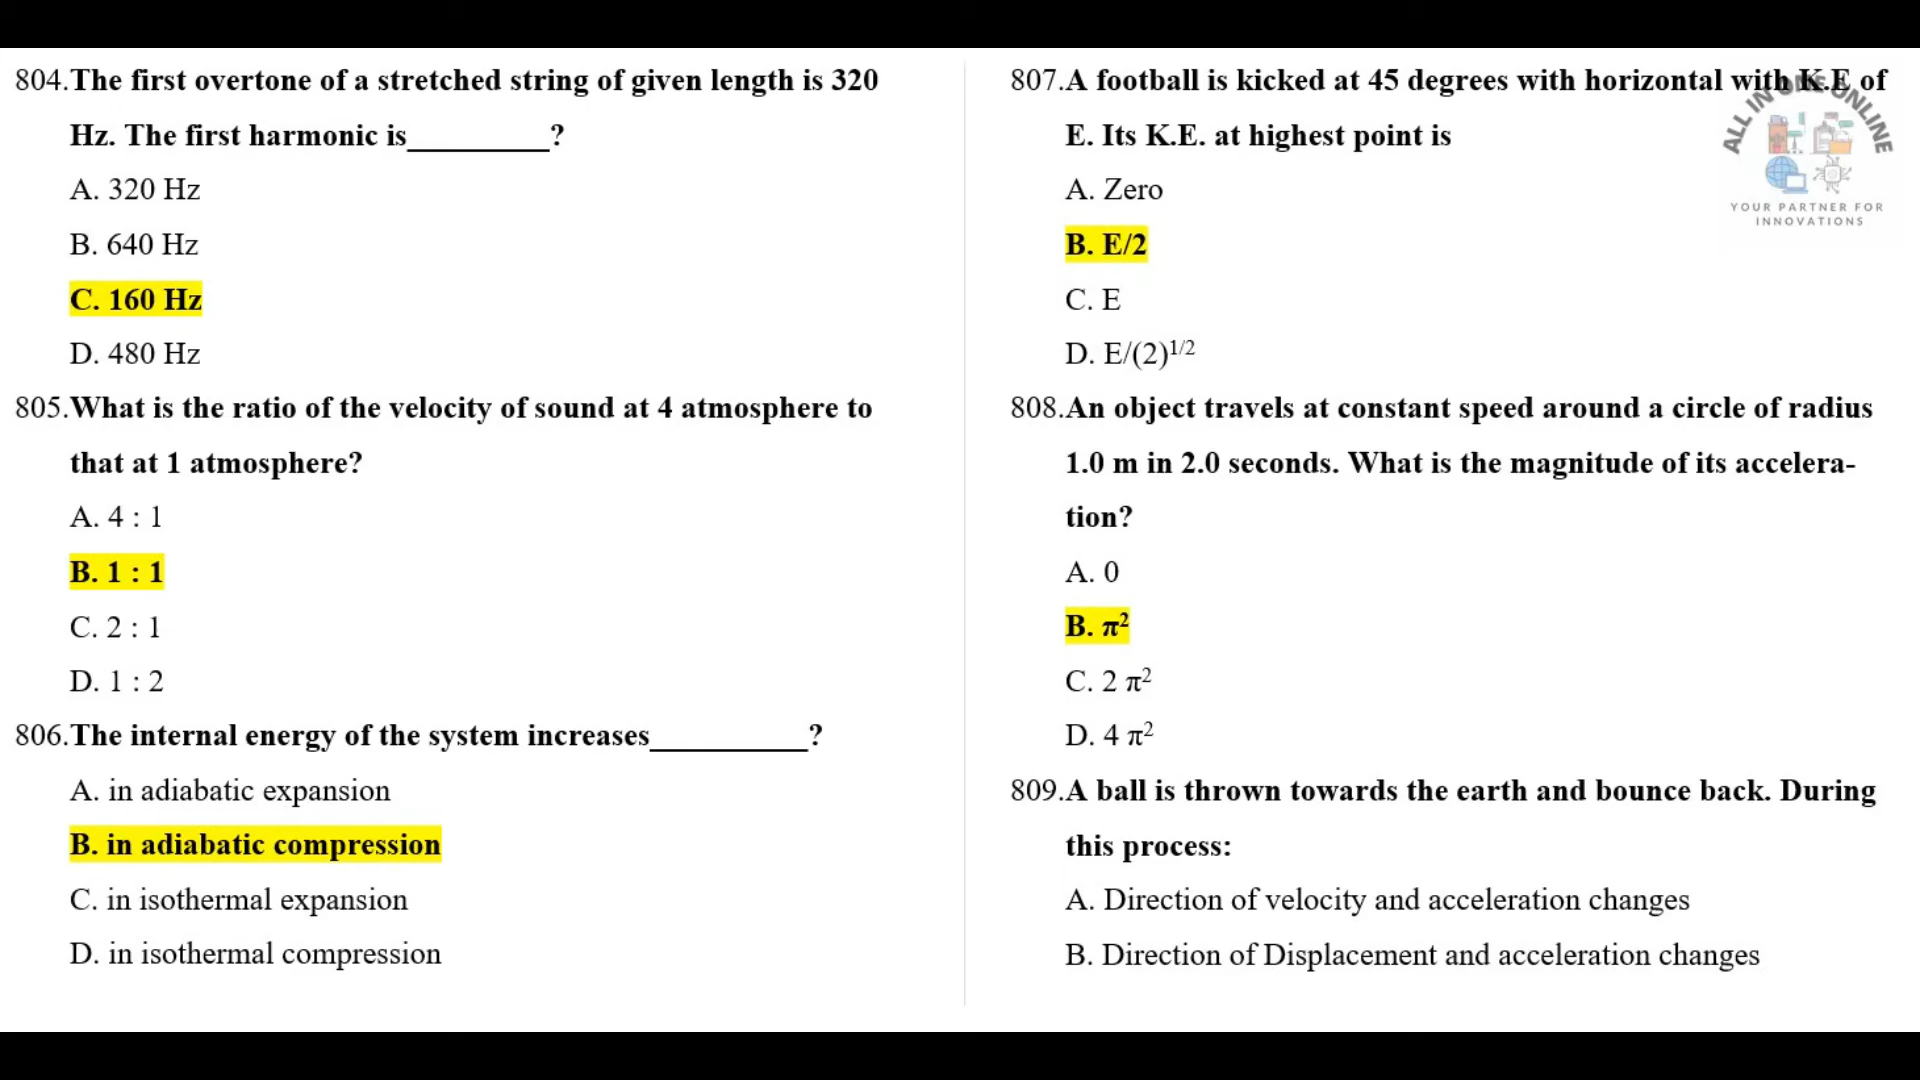 804.The first overtone of a stretched string of given length is 320
Hz. The first harmonic is_________?
A. 320 Hz
B. 640 Hz
C. 160 Hz
D. 480 Hz
805.What is the ratio of the velocity of sound at 4 atmosphere to
that at 1 atmosphere?
A. 4 : 1
B. 1 : 1
C. 2 : 1
D. 1 : 2
806.The internal energy of the system increases__________?
A. in adiabatic expansion
B. in adiabatic compression
C. in isothermal expansion
D. in isothermal compression
807.A football is kicked at 45 degrees with horizontal with K.E of
E. Its K.E. at highest point is
A. Zero
B. E/2
C. E
D. E/(2)¹/²
808.An object travels at constant speed around a circle of radius
1.0 m in 2.0 seconds. What is the magnitude of its accelera-
tion?
A. 0
B. π²
C. 2 π²
D. 4 π²
809.A ball is thrown towards the earth and bounce back. During
this process:
A. Direction of velocity and acceleration changes
B. Direction of Displacement and acceleration changes
ALL IN ONE ONLINE
YOUR PARTNER FOR
INNOVATIONS